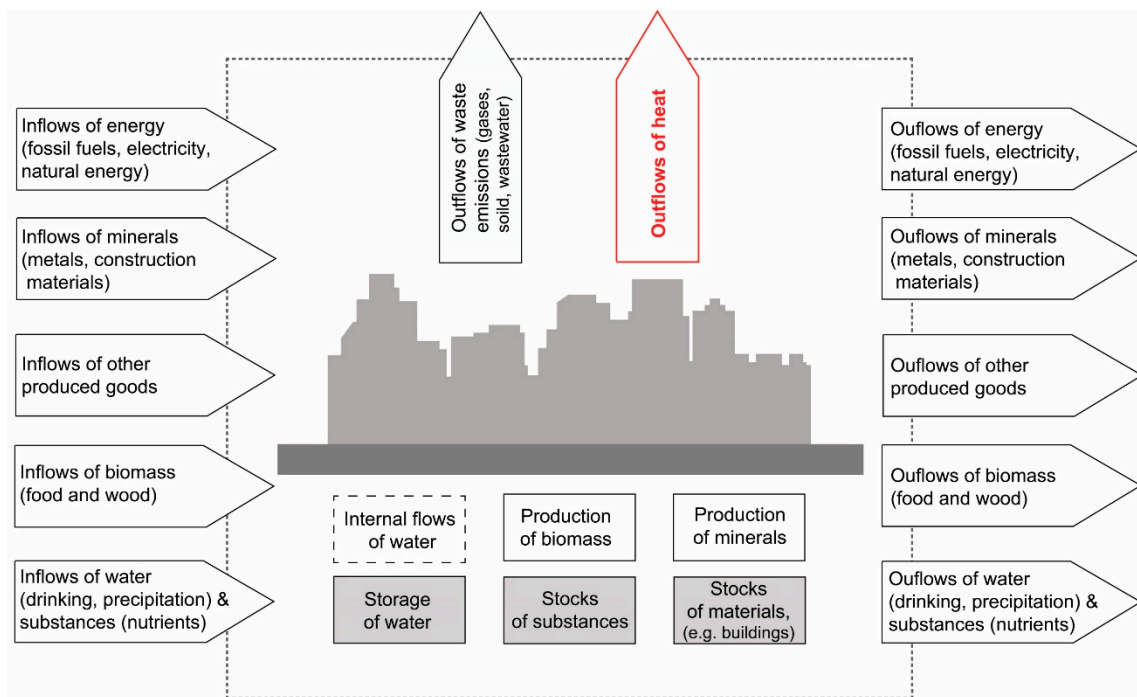 Outflows of waste
emissions (gases,
soild, wastewater)
Outflows of heat
Inflows of energy
(fossil fuels, electricity,
natural energy)
Inflows of minerals
(metals, construction
materials)
Inflows of other
produced goods
Inflows of biomass
(food and wood)
Inflows of water
(drinking, precipitation) &
substances (nutrients)
Internal flows
of water
Production
of biomass
Production
of minerals
Storage
of water
Stocks
of substances
Stocks
of materials,
(e.g. buildings)
Ouflows of energy
(fossil fuels, electricity,
natural energy)
Ouflows of minerals
(metals, construction
materials)
Ouflows of other
produced goods
Ouflows of biomass
(food and wood)
Ouflows of water
(drinking, precipitation) &
substances (nutrients)